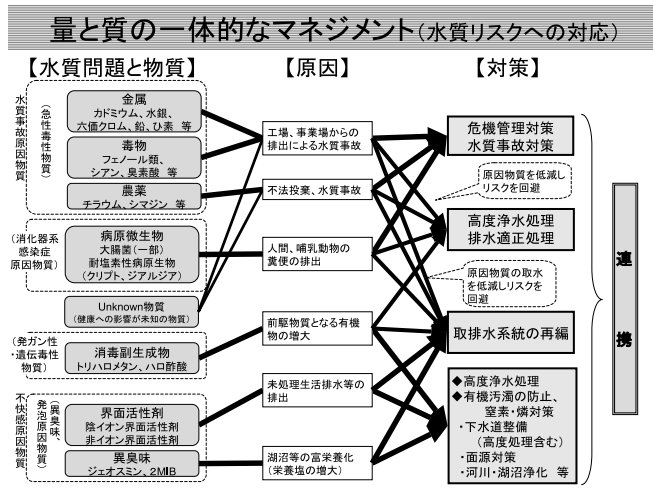 量と質の一体的なマネジメント(水質リスクへの対応)
【水質問題と物質】
【原因】
【対策】
水質事故原因物質
(急性毒性物質)
金属
カドミウム、水銀、
六価クロム、鉛、ひ素 等
毒物
フェノール類、
シアン、臭素酸 等
農薬
チラウム、シマジン 等
(消化器系
感染症
原因物質)
病原微生物
大腸菌(一部)
耐塩素性病原生物
(クリプト、ジアルジア)
Unknown物質
(健康への影響が未知の物質)
(発ガン性
・遺伝毒性
物質)
消毒副生成物
トリハロメタン、ハロ酢酸
不快感原因物質
(異臭味、
発泡原因物質)
界面活性剤
陰イオン界面活性剤
非イオン界面活性剤
異臭味
ジェオスミン、2MIB
工場、事業場からの
排出による水質事故
不法投棄、水質事故
人間、哺乳動物の
糞便の排出
前駆物質となる有機
物の増大
未処理生活排水等の
排出
湖沼等の富栄養化
(栄養塩の増大)
危機管理対策
水質事故対策
原因物質を低減し
リスクを回避
高度浄水処理
排水適正処理
原因物質の取水
を低減しリスクを
回避
取排水系統の再編
◆高度浄水処理
◆有機汚濁の防止、
窒素・燐対策
・下水道整備
(高度処理含む)
・面源対策
・河川・湖沼浄化 等
連携